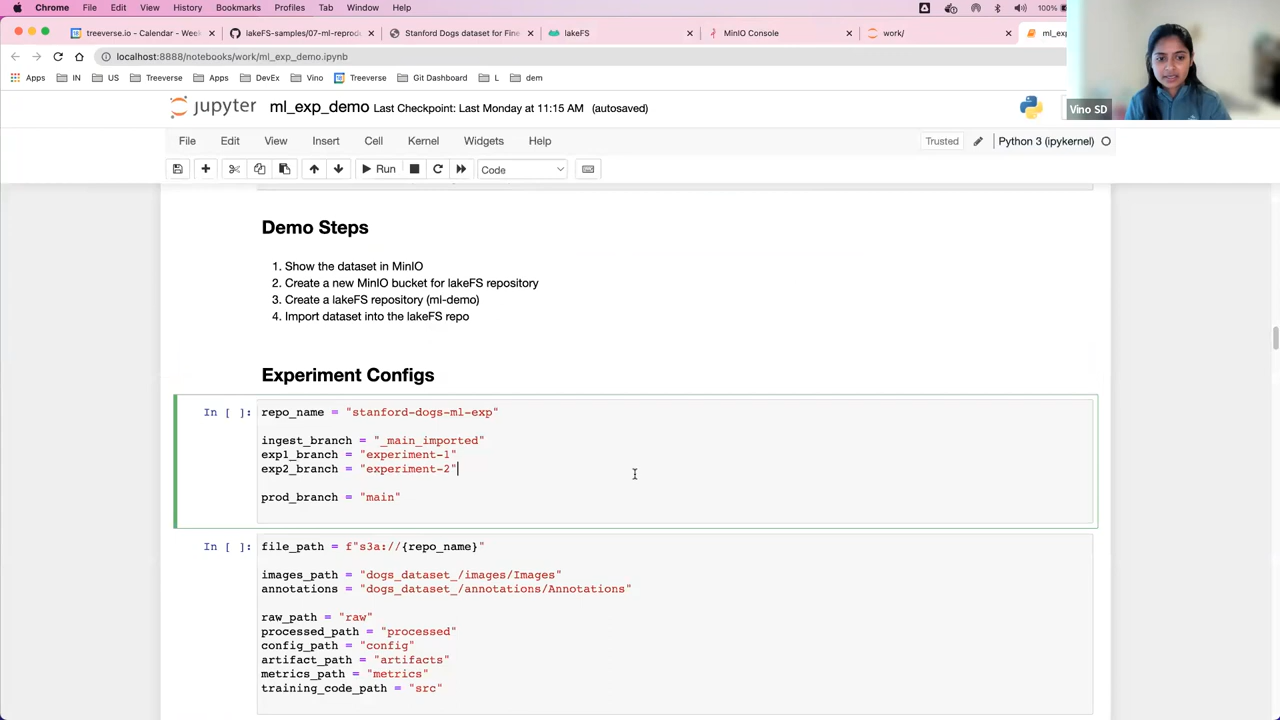 Chrome File Edit View History Bookmarks Profiles Tab Window Help 100%
treeverse.io - Calendar - Wee
lakeFS-samples/07-ml-reprodu
Stanford Dogs dataset for Fine
lakeFS
MinIO Console
work/
ml_exp
localhost:8888/notebooks/work/ml_exp_demo.ipynb
Apps IN US Treeverse Apps DevEx Vino Treeverse Git Dashboard L dem
Vino SD
jupyter ml_exp_demo Last Checkpoint: Last Monday at 11:15 AM (autosaved)
File Edit View Insert Cell Kernel Widgets Help Trusted Python 3 (ipykernel)
Run Code
Demo Steps
1. Show the dataset in MinIO
2. Create a new MinIO bucket for lakeFS repository
3. Create a lakeFS repository (ml-demo)
4. Import dataset into the lakeFS repo
Experiment Configs
In [ ]: repo_name = "stanford-dogs-ml-exp"
ingest_branch = "_main_imported"
exp1_branch = "experiment-1"
exp2_branch = "experiment-2"
prod_branch = "main"
In [ ]: file_path = f"s3a://{repo_name}"
images_path = "dogs_dataset_/images/Images"
annotations = "dogs_dataset_/annotations/Annotations"
raw_path = "raw"
processed_path = "processed"
config_path = "config"
artifact_path = "artifacts"
metrics_path = "metrics"
training_code_path = "src"